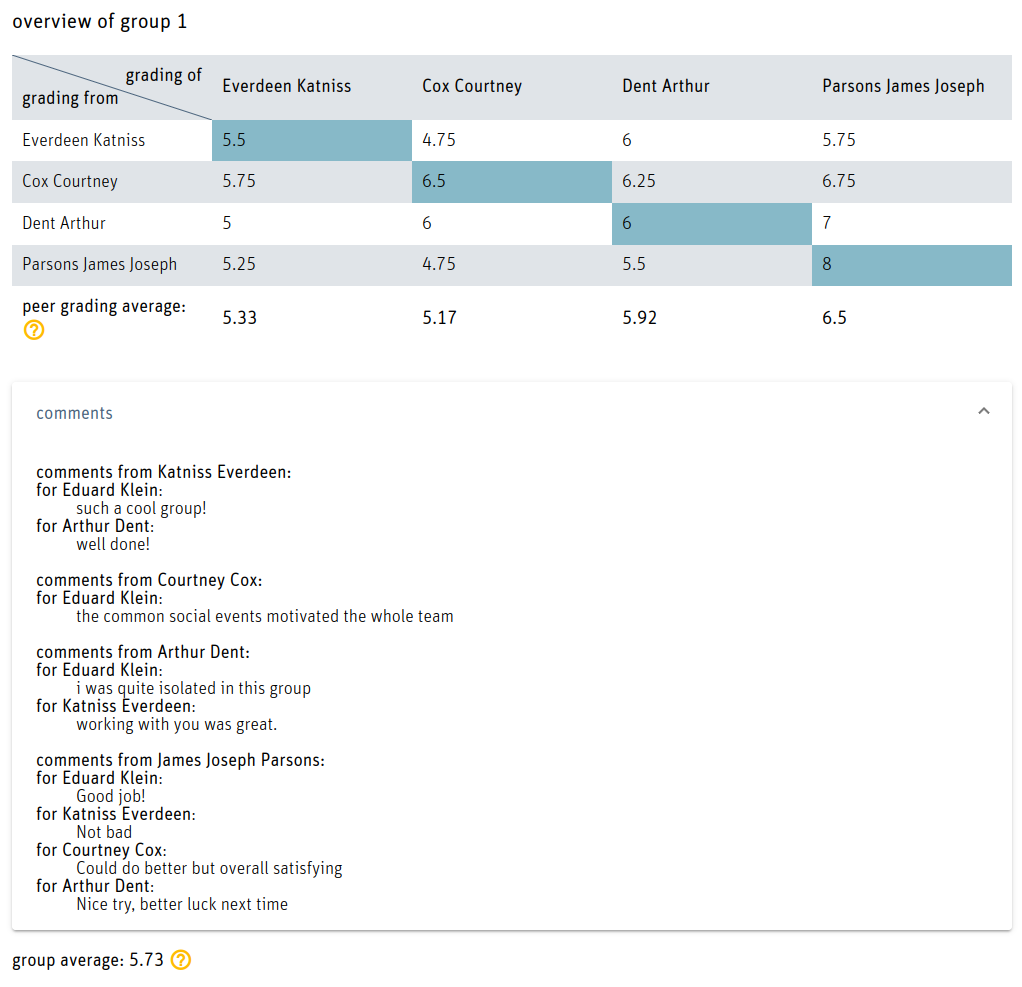 overview of group 1
grading of
grading from
Everdeen Katniss Cox Courtney Dent Arthur Parsons James Joseph
Everdeen Katniss 5.5 4.75 6 5.75
Cox Courtney 5.75 6.5 6.25 6.75
Dent Arthur 5 6 6 7
Parsons James Joseph 5.25 4.75 5.5 8
peer grading average: 5.33 5.17 5.92 6.5
?
comments
comments from Katniss Everdeen:
for Eduard Klein:
such a cool group!
for Arthur Dent:
well done!
comments from Courtney Cox:
for Eduard Klein:
the common social events motivated the whole team
comments from Arthur Dent:
for Eduard Klein:
i was quite isolated in this group
for Katniss Everdeen:
working with you was great.
comments from James Joseph Parsons:
for Eduard Klein:
Good job!
for Katniss Everdeen:
Not bad
for Courtney Cox:
Could do better but overall satisfying
for Arthur Dent:
Nice try, better luck next time
group average: 5.73 ?